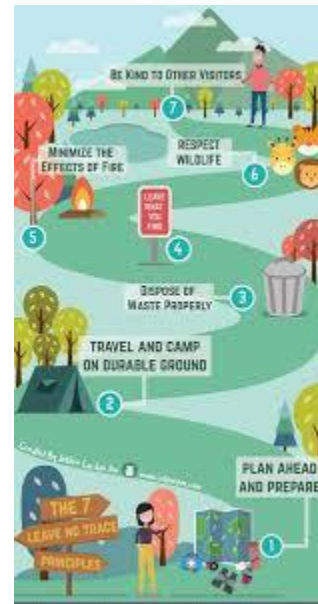 BE KIND TO OTHER VISITORS
7
MINIMIZE THE
EFFECTS OF FIRE
RESPECT
WILDLIFE
6
LEAVE
WHAT
YOU
FIND
5
4
DISPOSE OF
WASTE PROPERLY
3
TRAVEL AND CAMP
ON DURABLE GROUND
2
Created By
PLAN AHEAD
AND PREPARE
1
THE 7
LEAVE NO TRACE
PRINCIPLES